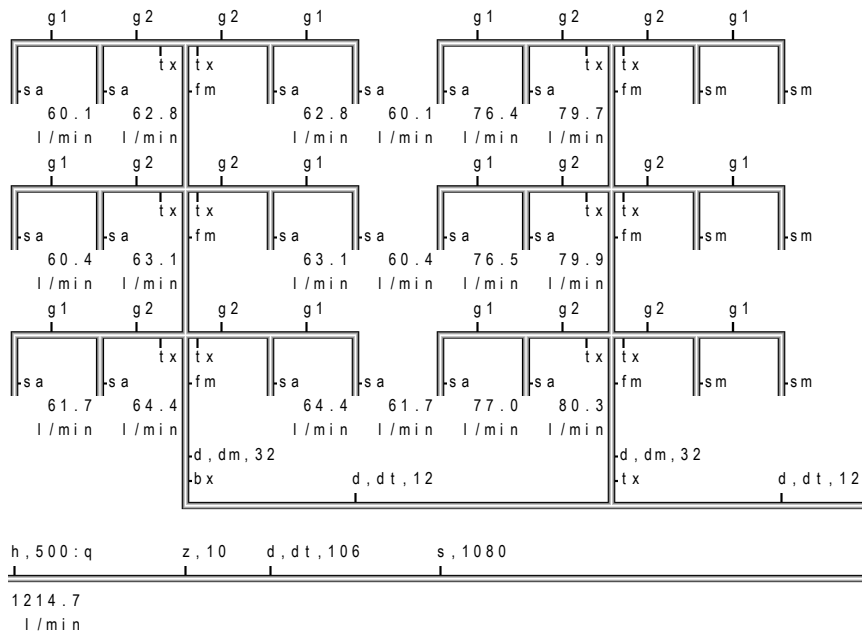 g1 g2 g2 g1 g1 g2 g2 g1
tx tx tx tx
sa sa fm sa sa sa sa fm sm sm
60.1 62.8 62.8 60.1 76.4 79.7
l/min l/min l/min l/min l/min l/min
g1 g2 g2 g1 g1 g2 g2 g1
tx tx tx tx
sa sa fm sa sa sa sa fm sm sm
60.4 63.1 63.1 60.4 76.5 79.9
l/min l/min l/min l/min l/min l/min
g1 g2 g2 g1 g1 g2 g2 g1
tx tx tx tx
sa sa fm sa sa sa sa fm sm sm
61.7 64.4 64.4 61.7 77.0 80.3
l/min l/min l/min l/min l/min l/min
d,dm,32 d,dm,32
bx d,dt,12 tx d,dt,12
h,500:q z,10 d,dt,106 s,1080
1214.7
l/min